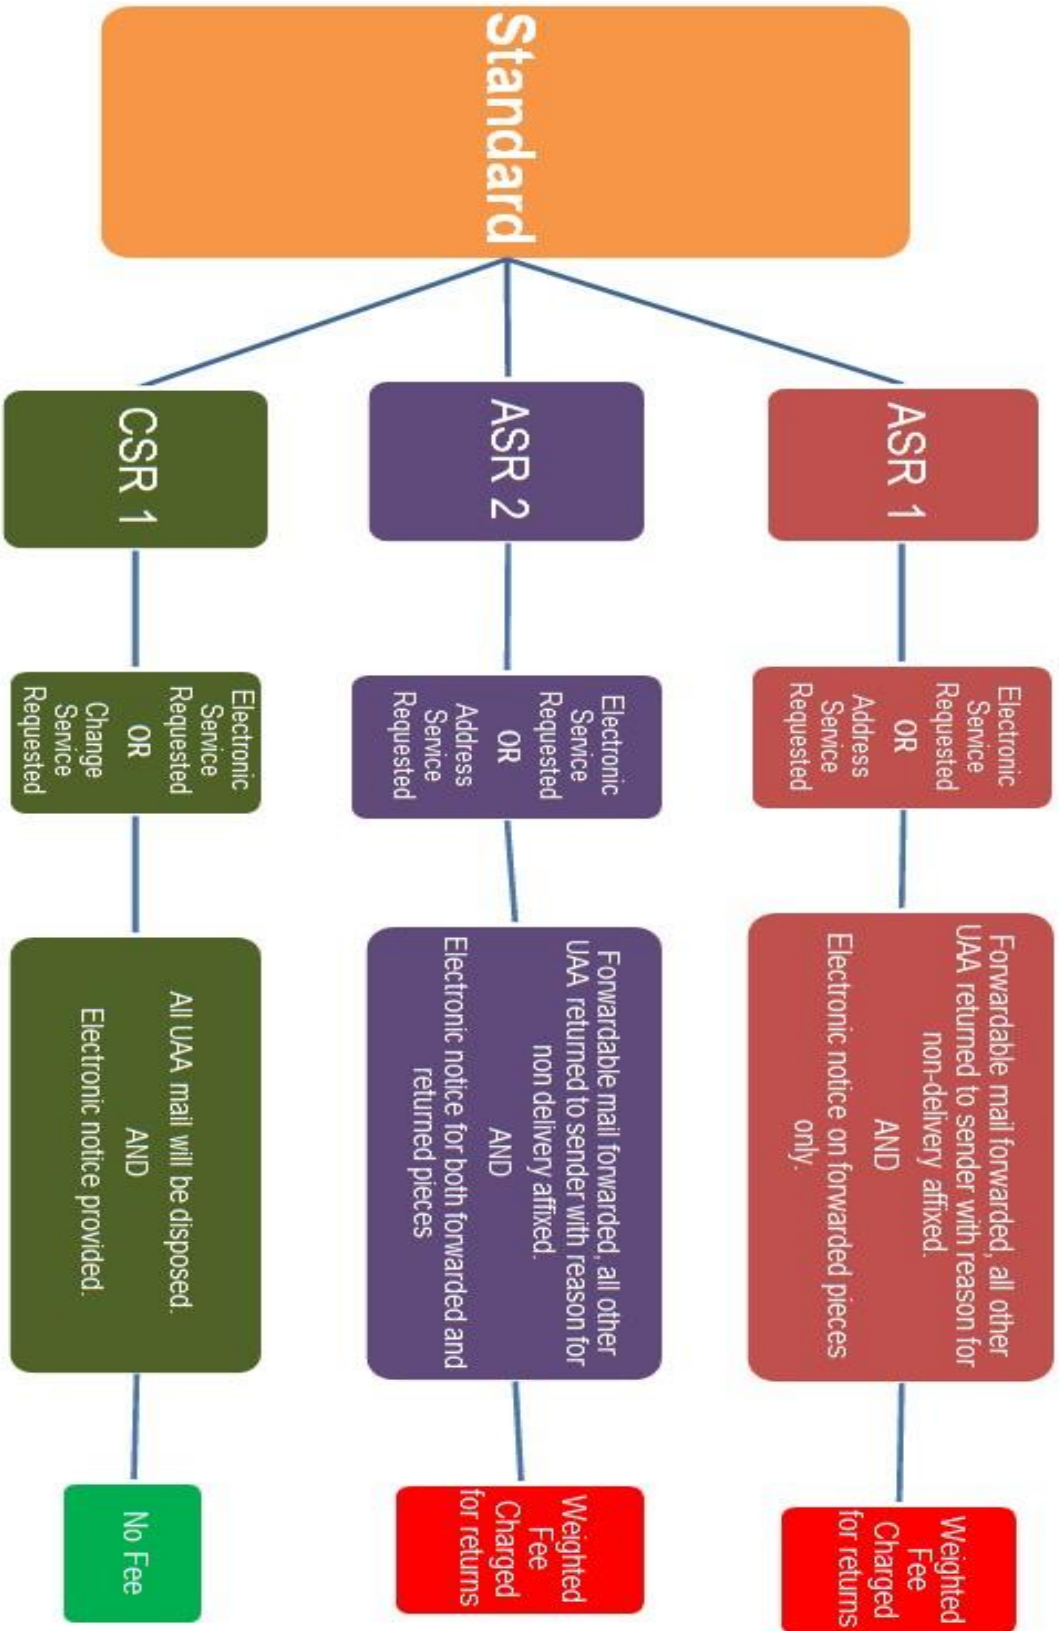 Standard
ASR 1
Electronic
Service
Requested
OR
Address
Service
Requested
Forwardable mail forwarded, all other
UAA returned to sender with reason for
non-delivery affixed.
AND
Electronic notice on forwarded pieces
only.
Weighted
Fee
Charged
for returns
ASR 2
Electronic
Service
Requested
OR
Address
Service
Requested
Forwardable mail forwarded, all other
UAA returned to sender with reason for
non delivery affixed.
AND
Electronic notice for both forwarded and
returned pieces
Weighted
Fee
Charged
for returns
CSR 1
Electronic
Service
Requested
OR
Change
Service
Requested
All UAA mail will be disposed.
AND
Electronic notice provided.
No Fee